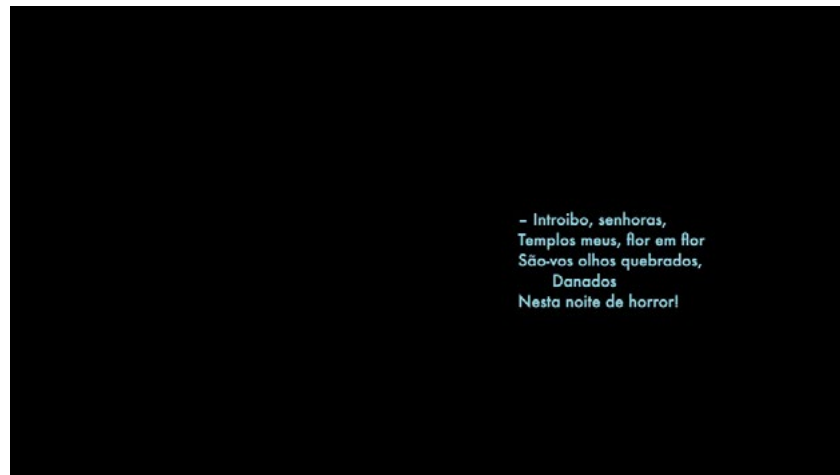 – Introibo, senhoras,
Templos meus, flor em flor
São-vos olhos quebrados,
Danados
Nesta noite de horror!